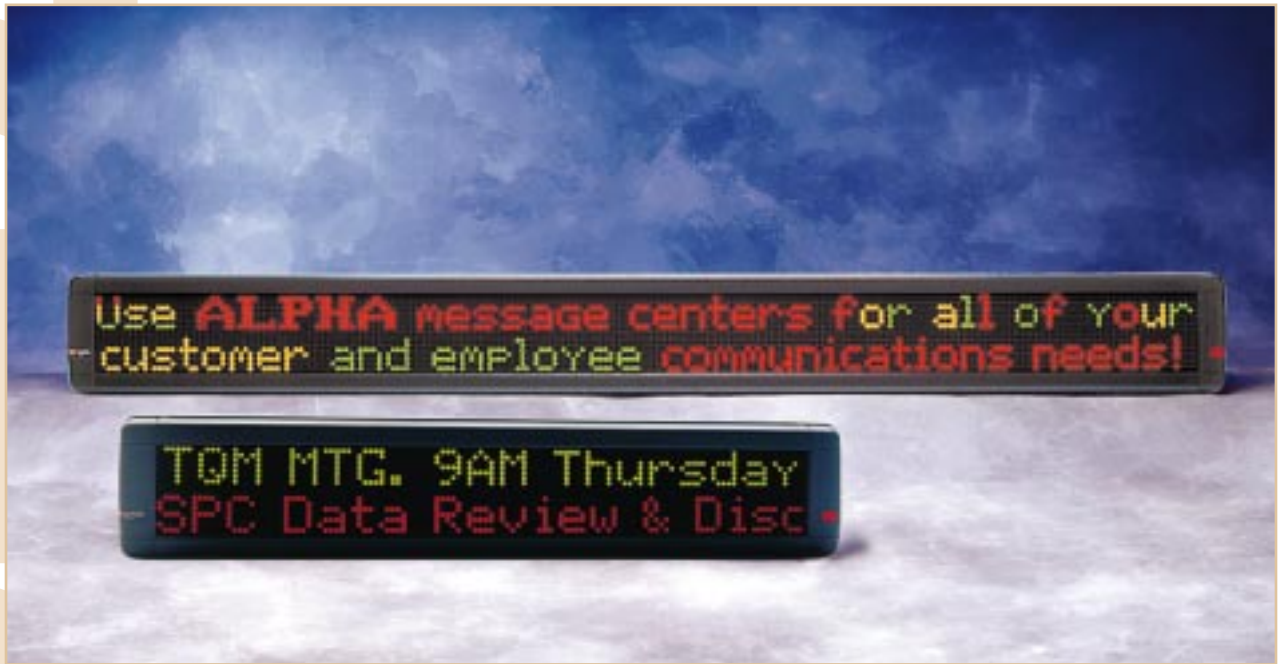 Use ALPHA message centers for all of your
customer and employee communications needs!
TQM MTG. 9AM Thursday
SPC Data Review & Disc